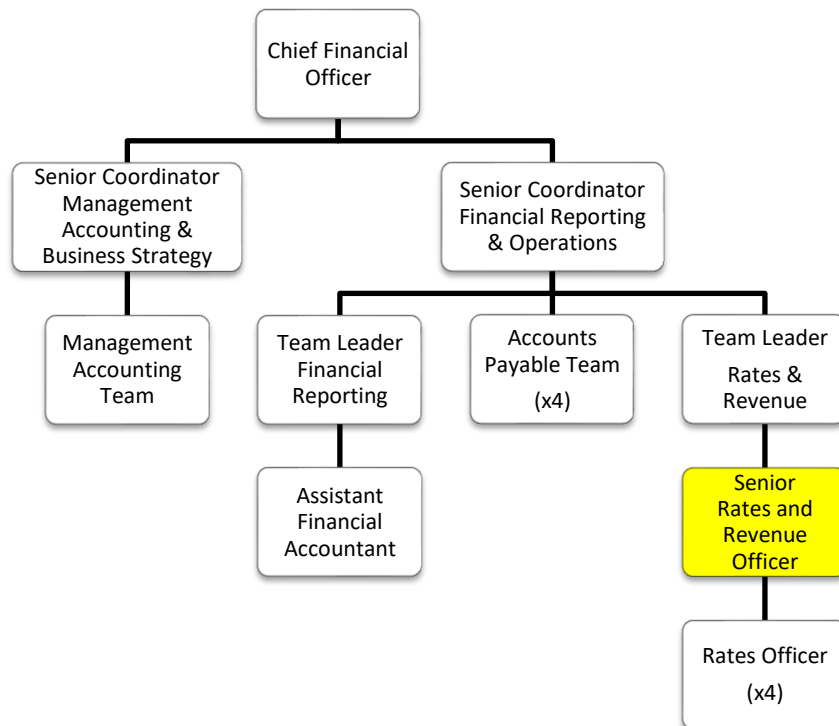 Chief Financial
Officer
Senior Coordinator
Management
Accounting &
Business Strategy
Senior Coordinator
Financial Reporting
& Operations
Management
Accounting
Team
Team Leader
Financial
Reporting
Accounts
Payable Team
(x4)
Team Leader
Rates &
Revenue
Assistant
Financial
Accountant
Senior
Rates and
Revenue
Officer
Rates Officer
(x4)